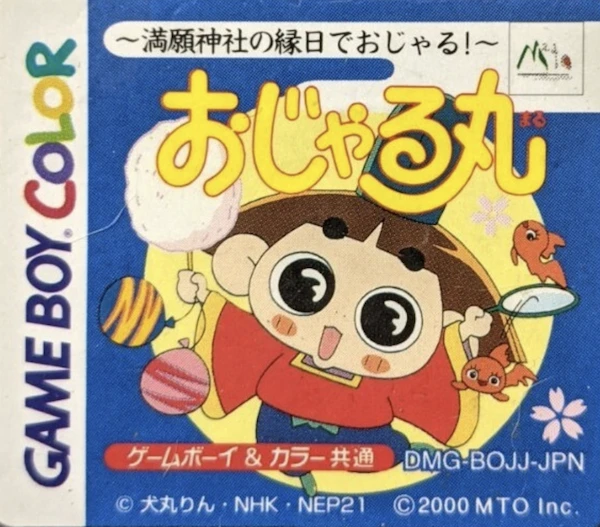 ～満願神社の縁日でおじゃる!～
おじゃる丸
まる
GAME BOY COLOR
ゲームボーイ & カラー共通
DMG-BOJJ-JPN
© 犬丸りん・NHK・NEP21
©2000 MTO Inc.